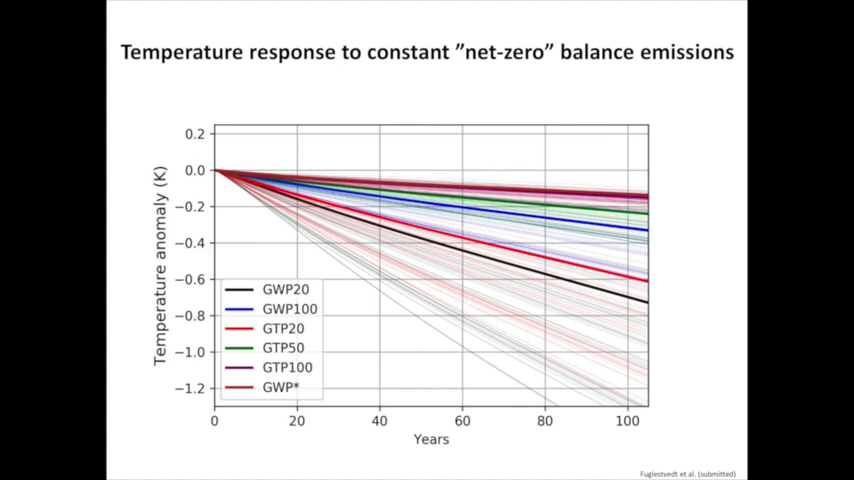 Temperature response to constant ”net-zero” balance emissions
0.2
0.0
−0.2
−0.4
−0.6
−0.8
−1.0
−1.2
Temperature anomaly (K)
GWP20
GWP100
GTP20
GTP50
GTP100
GWP*
0 20 40 60 80 100
Years
Fuglestvedt et al. (submitted)